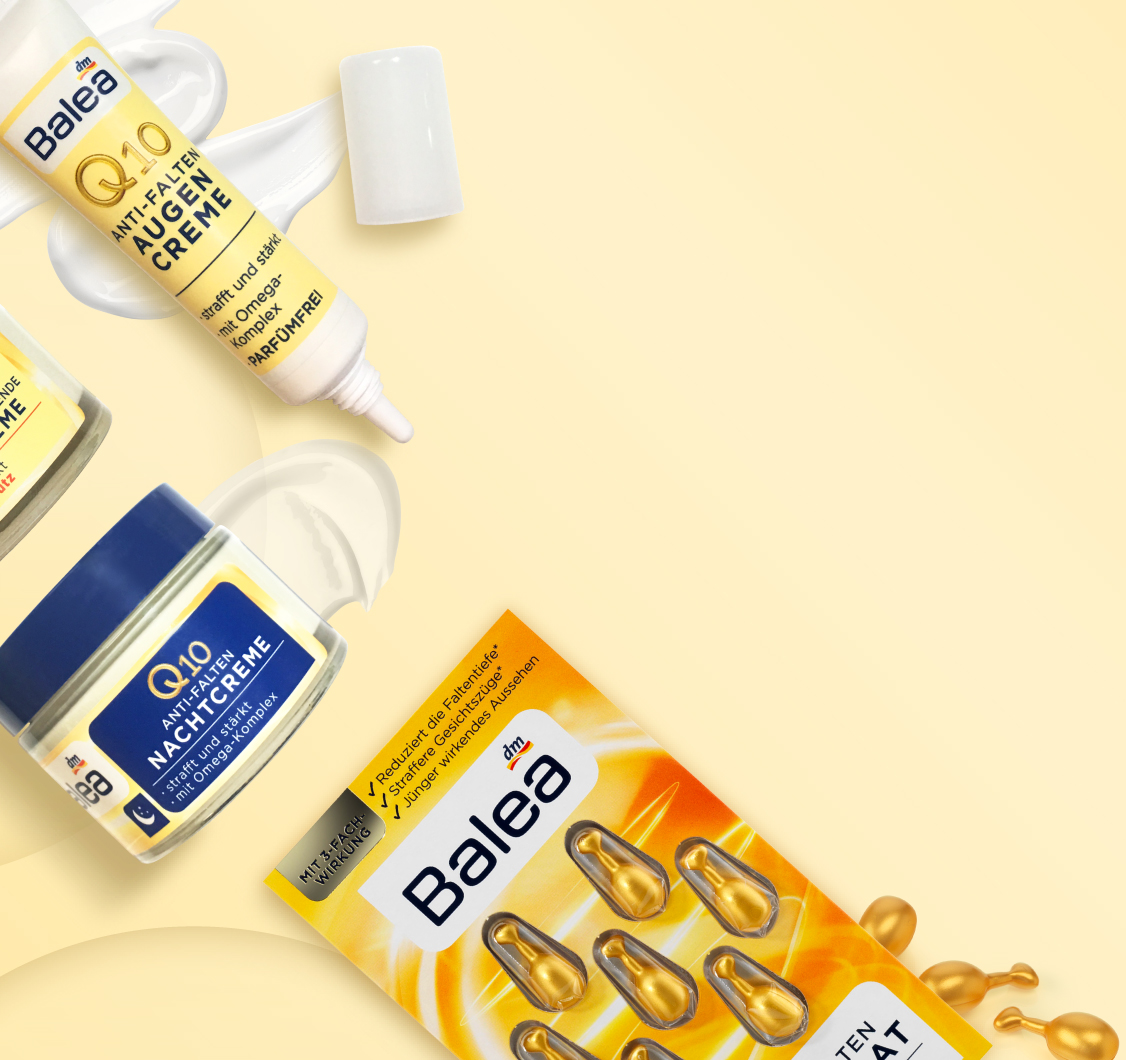 dm
Balea
Q10
ANTI-FALTEN
AUGEN
CREME
· strafft und stärkt
· mit Omega-
Komplex
· PARFÜMFREI
Q10
ANTI-FALTEN
NACHTCREME
· strafft und stärkt
· mit Omega-Komplex
dm
✓ Reduziert die Faltentiefe*
✓ Straffere Gesichtszüge*
✓ Jünger wirkendes Aussehen
MIT 3-FACH-
WIRKUNG
dm
Balea